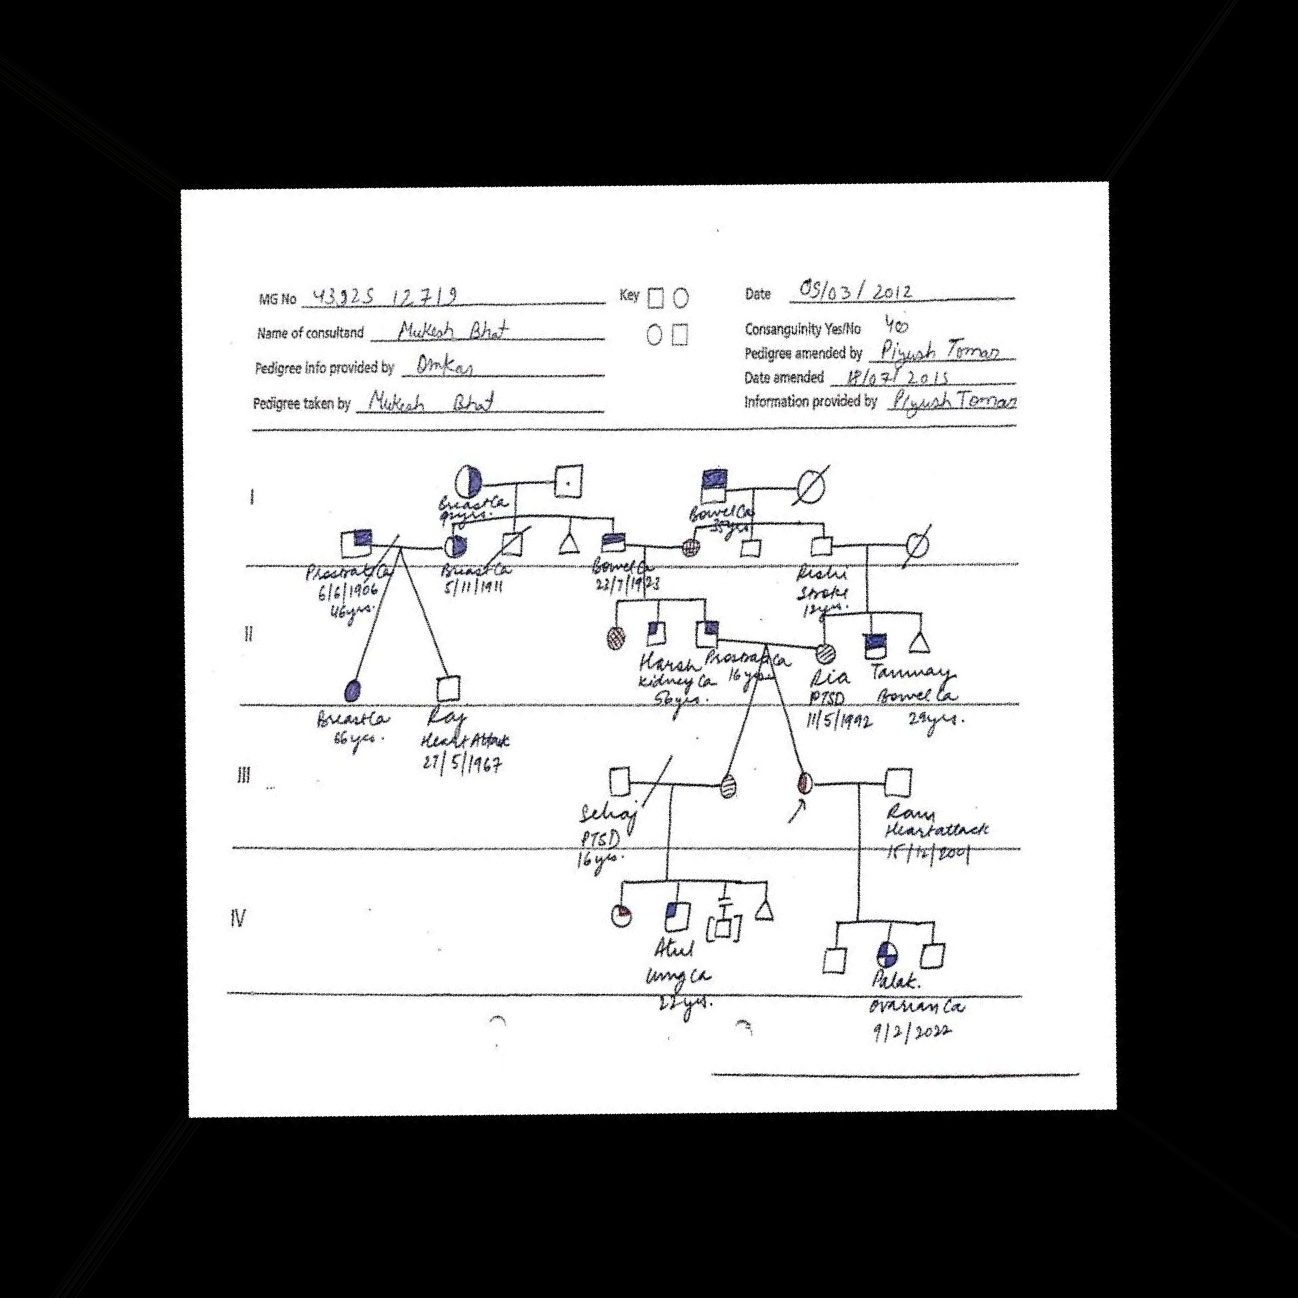 MG No 43925 12719
Key
Date 05/03/2012
Name of consultand Mukesh Bhat
Consanguinity Yes/No Yes
Pedigree amended by Piyush Tomar
Pedigree info provided by Omkar
Date amended 18/07/2015
Pedigree taken by Mukesh Bhat
Information provided by Piyush Tomar
I
Breast Ca
92yrs.
Bowel Ca
35yrs.
Prostrate Ca
6/6/1906
46yrs.
Breast Ca
5/11/1911
Bowel Ca
23/7/1923
Rishi
Stroke
12yrs.
II
Harsh
Kidney Ca
56yrs.
Prostrate Ca
16yrs.
Ria
PTSD
11/5/1992
Tanmay
Bowel Ca
29yrs.
Breast Ca
66yrs.
Raj
Heart Attack
27/5/1967
III
Sehaj
PTSD
16yrs.
Ram
Heart attack
15/12/2001
IV
Atul
Lung Ca
22yrs.
Palak.
Ovarian Ca
9/2/2022